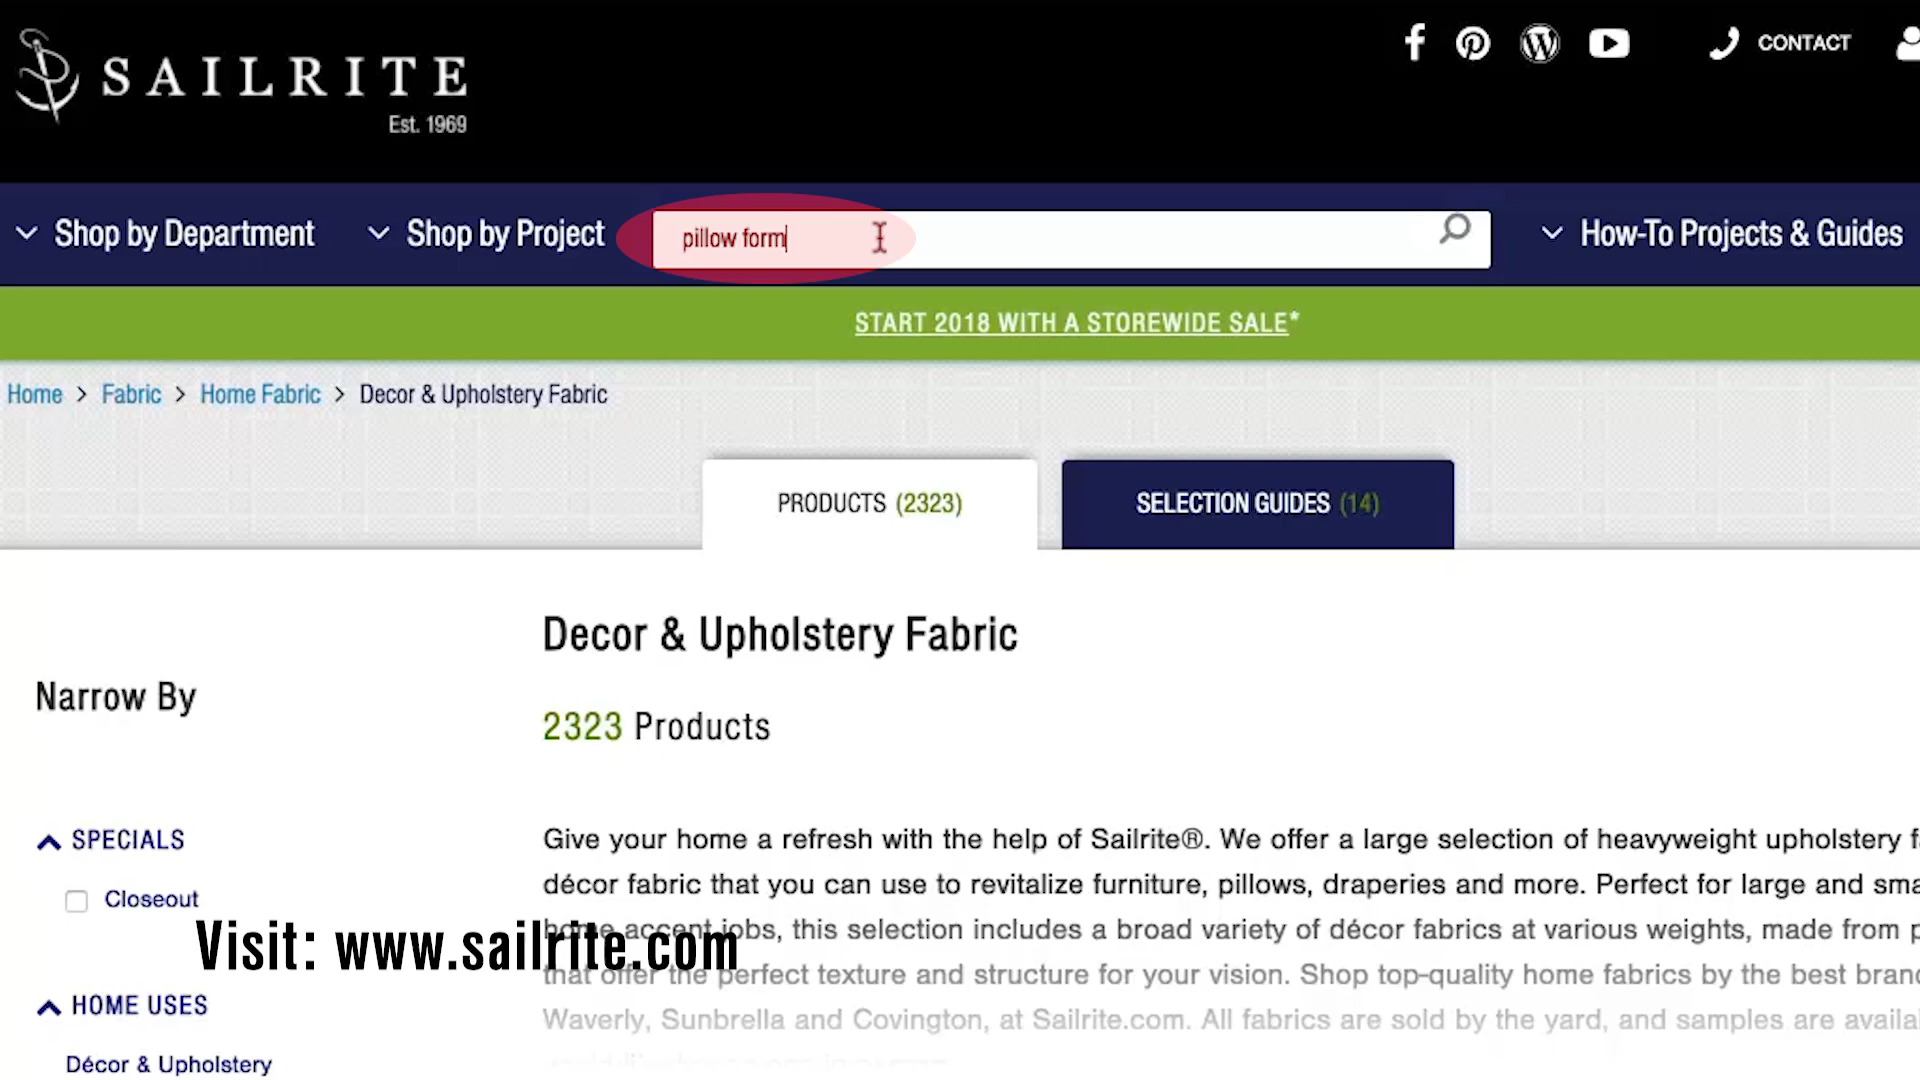 SAILRITE
Est. 1969
CONTACT
Shop by Department
Shop by Project
pillow form
How-To Projects & Guides
START 2018 WITH A STOREWIDE SALE*
Home > Fabric > Home Fabric > Decor & Upholstery Fabric
PRODUCTS (2323)
SELECTION GUIDES (14)
Decor & Upholstery Fabric
Narrow By
2323 Products
SPECIALS
Closeout
HOME USES
Décor & Upholstery
Give your home a refresh with the help of Sailrite®. We offer a large selection of heavyweight upholstery
décor fabric that you can use to revitalize furniture, pillows, draperies and more. Perfect for large and
home accent jobs, this selection includes a broad variety of décor fabrics at various weights, made from
that offer the perfect texture and structure for your vision. Shop top-quality home fabrics by the best
Waverly, Sunbrella and Covington, at Sailrite.com. All fabrics are sold by the yard, and samples are
Visit: www.sailrite.com